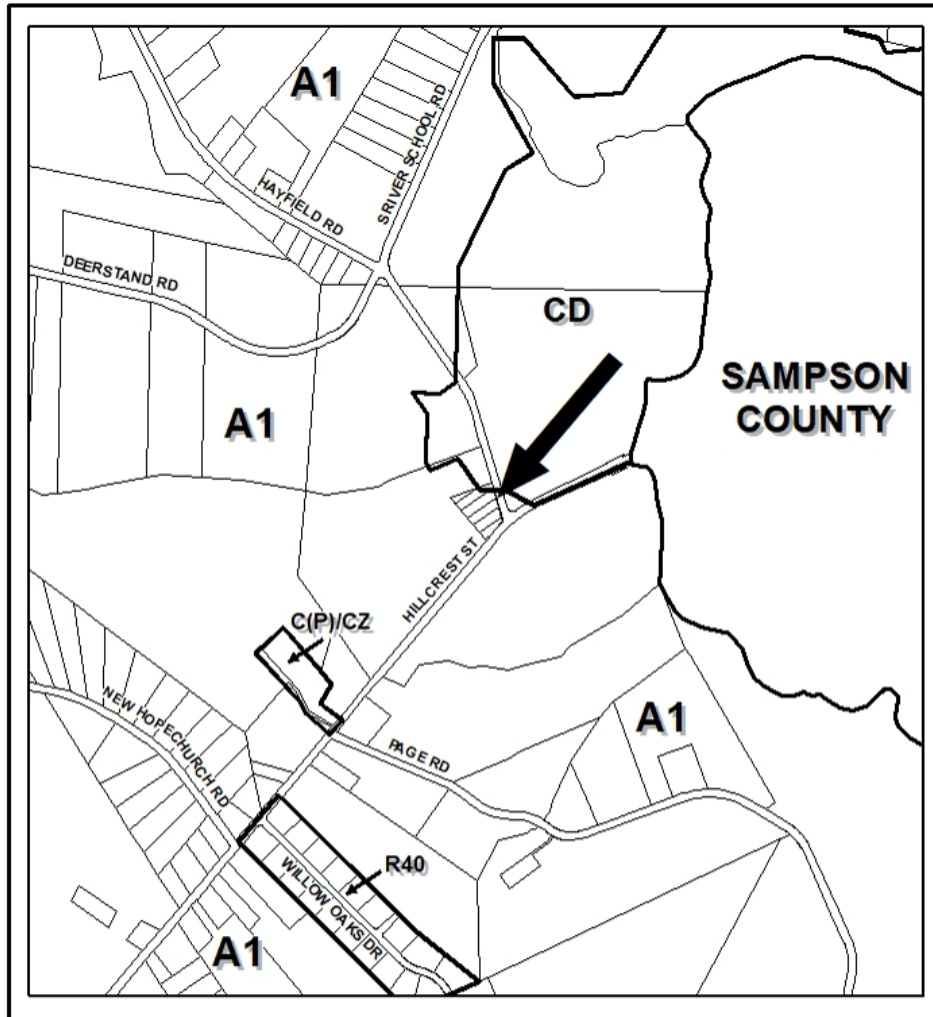 A1
S RIVER SCHOOL RD
HAYFIELD RD
DEERSTAND RD
CD
SAMPSON
COUNTY
A1
HILLCREST ST
C(P)/CZ
NEW HOPE CHURCH RD
A1
PAGE RD
R40
WILLOW OAKS DR
A1